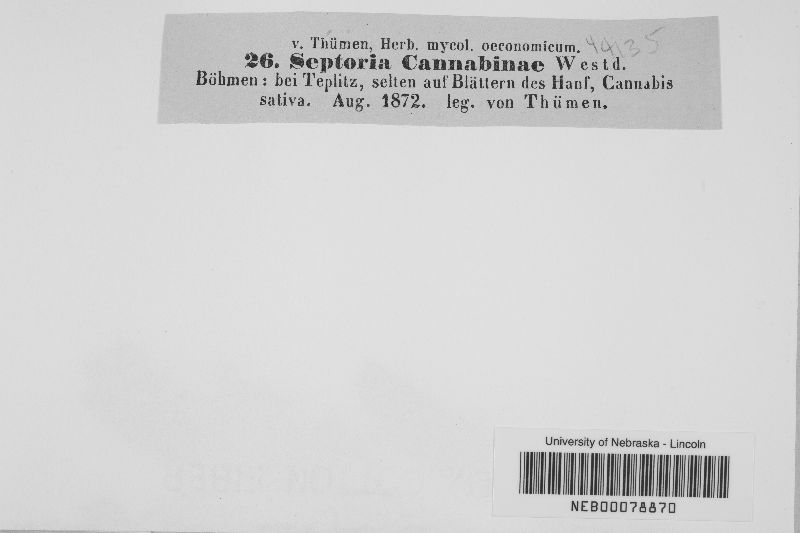 v. Thümen, Herb. mycol. oeconomicum. 44135
26. Septoria Cannabinae Westd.
Böhmen: bei Teplitz, selten auf Blättern des Hanf, Cannabis
sativa. Aug. 1872. leg. von Thümen.
University of Nebraska - Lincoln
NEB00078870